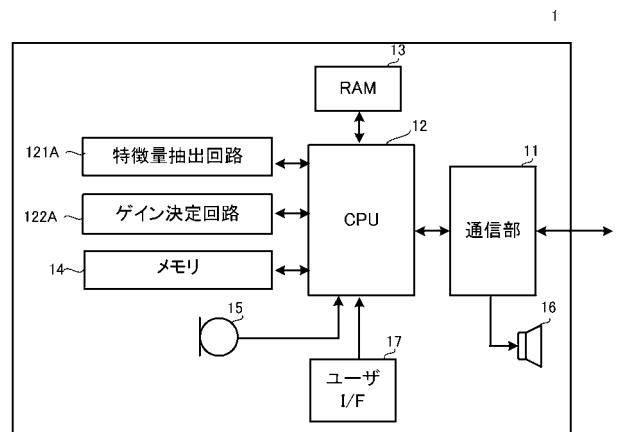 1
13
RAM
12
11
121A
特徴量抽出回路
122A
ゲイン決定回路
CPU
通信部
14
メモリ
15
16
17
ユーザ
I/F